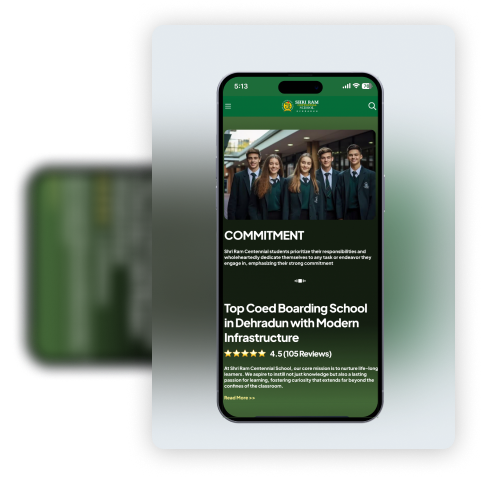 5:13
SHRI RAM
COMMITMENT
Shri Ram Centennial students prioritize their responsibilities and
wholeheartedly dedicate themselves to any task or endeavor they
engage in, emphasizing their strong commitment
Top Coed Boarding School
in Dehradun with Modern
Infrastructure
4.5 (105 Reviews)
At Shri Ram Centennial School, our core mission is to nurture life-long
learners. We aspire to instill not just knowledge but also a lasting
passion for learning, fostering curiosity that extends far beyond the
confines of the classroom.
Read More >>